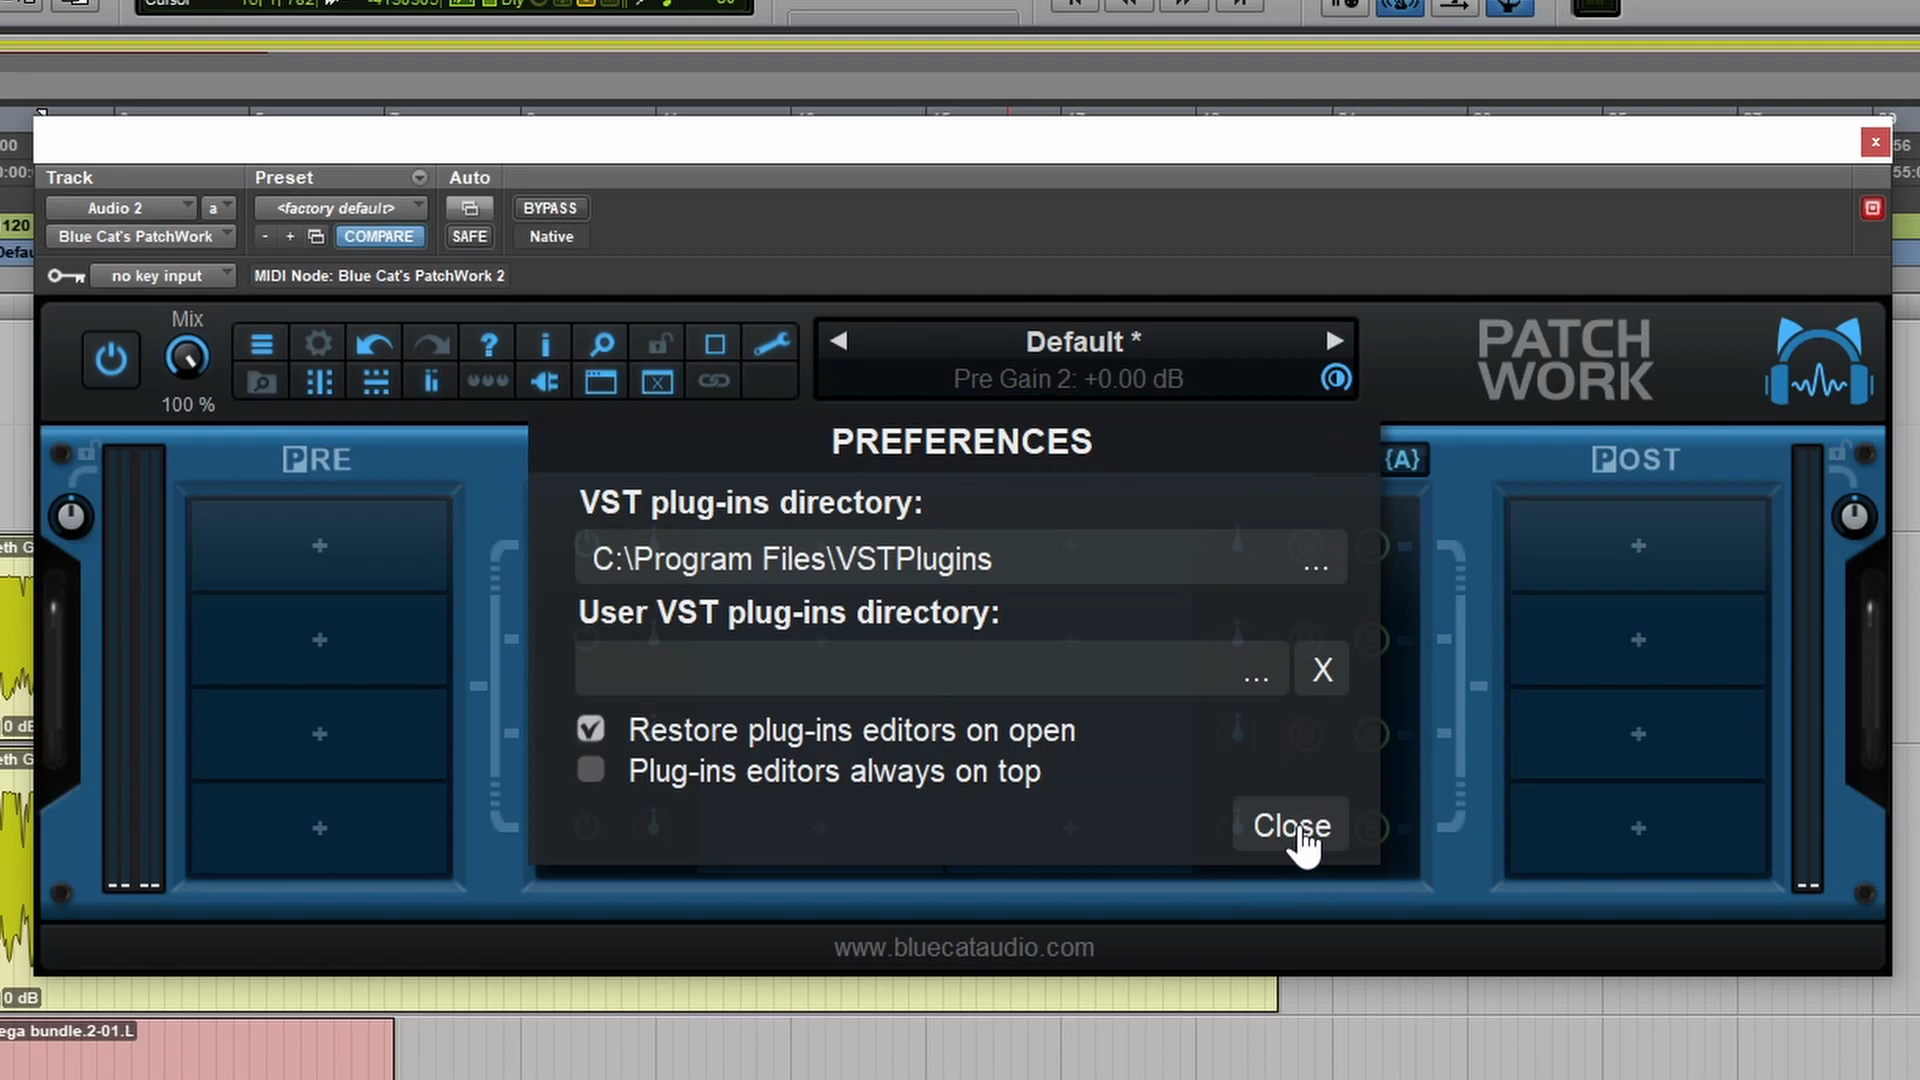 Cursor
Dly
Track
Preset
Auto
Audio 2
a
<factory default>
BYPASS
Blue Cat's PatchWork
-
+
COMPARE
SAFE
Native
no key input
MIDI Node: Blue Cat's PatchWork 2
120
x
Mix
100 %
Default *
Pre Gain 2: +0.00 dB
PATCH
WORK
PRE
PREFERENCES
{A}
POST
VST plug-ins directory:
C:\Program Files\VSTPlugins
...
User VST plug-ins directory:
...
X
Restore plug-ins editors on open
Plug-ins editors always on top
Close
www.bluecataudio.com
0 dB
ega bundle.2-01.L